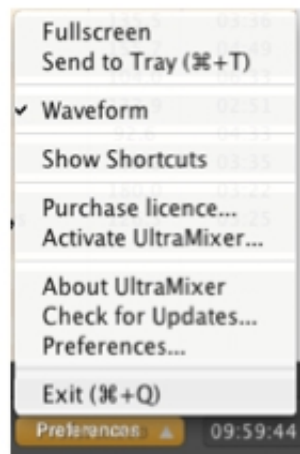 Fullscreen
Send to Tray (⌘+T)
✓ Waveform
Show Shortcuts
Purchase licence...
Activate UltraMixer...
About UltraMixer
Check for Updates...
Preferences...
Exit (⌘+Q)
Preferences ▲ 09:59:44